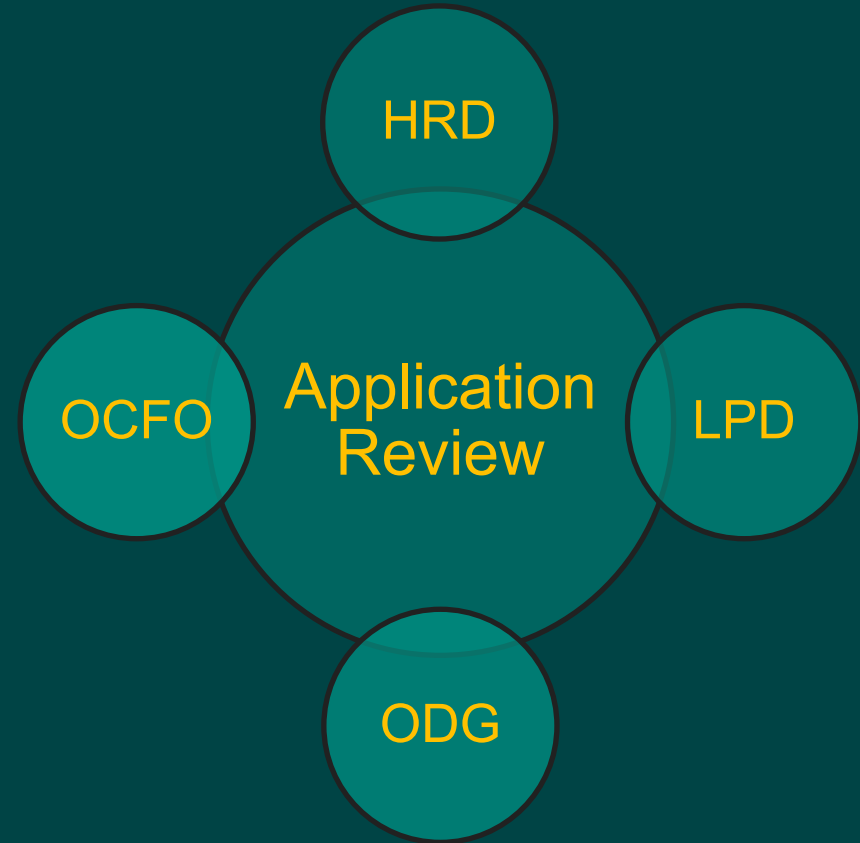 HRD
OCFO
Application
Review
LPD
ODG